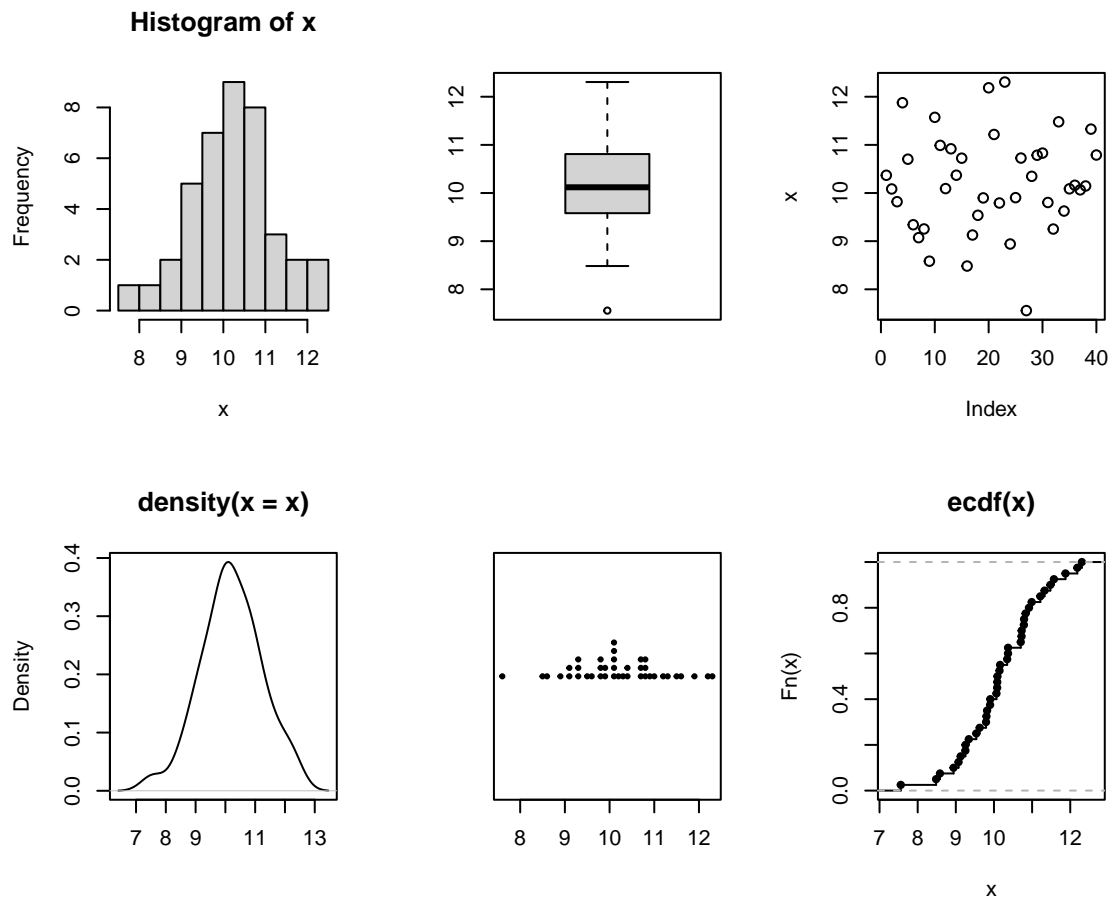 Histogram of x
Frequency
0 2 4 6 8
8 9 10 11 12
x
8 9 10 11 12
x
8 9 10 11 12
0 10 20 30 40
Index
density(x = x)
Density
0.0 0.1 0.2 0.3 0.4
7 8 9 11 13
8 9 10 11 12
ecdf(x)
Fn(x)
0.0 0.4 0.8
7 8 9 10 12
x